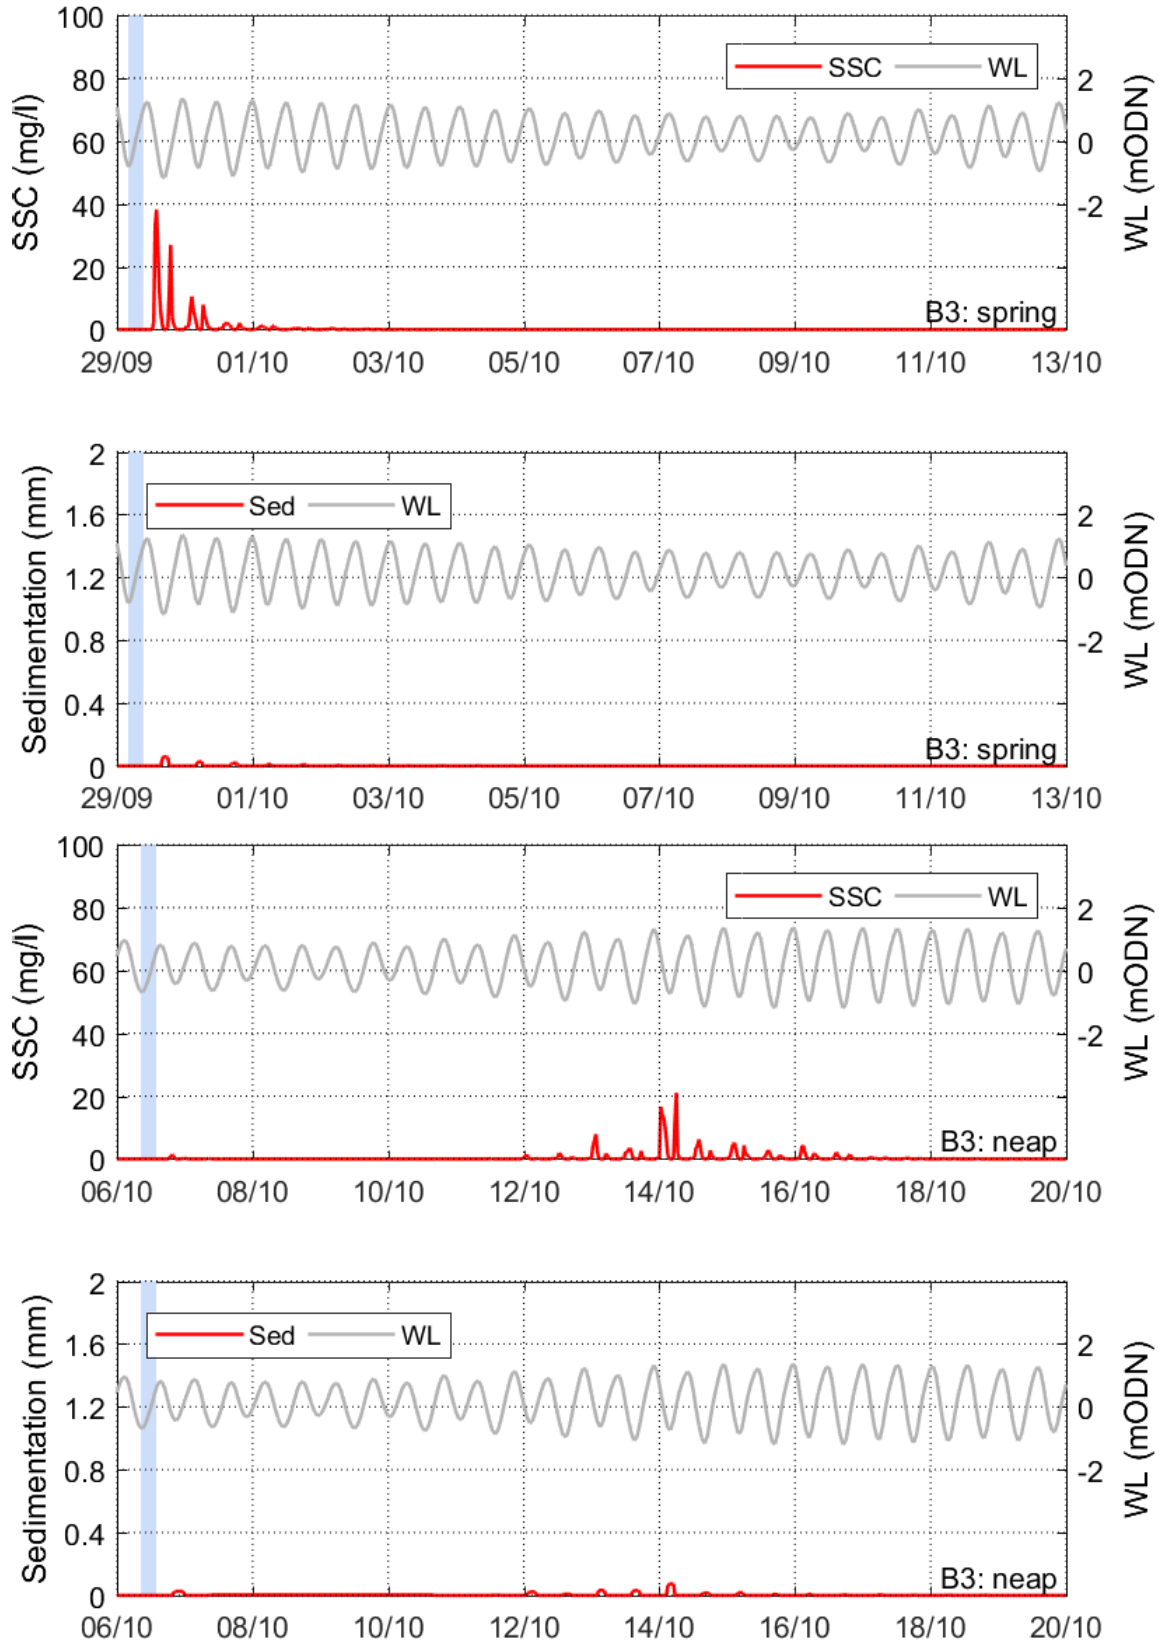 100
80
60
40
20
0
SSC (mg/l)
SSC WL
2
0
-2
WL (mODN)
B3: spring
29/09 01/10 03/10 05/10 07/10 09/10 11/10 13/10
2
1.6
1.2
0.8
0.4
0
Sedimentation (mm)
Sed WL
2
0
-2
WL (mODN)
B3: spring
29/09 01/10 03/10 05/10 07/10 09/10 11/10 13/10
100
80
60
40
20
0
SSC (mg/l)
SSC WL
2
0
-2
WL (mODN)
B3: neap
06/10 08/10 10/10 12/10 14/10 16/10 18/10 20/10
2
1.6
1.2
0.8
0.4
0
Sedimentation (mm)
Sed WL
2
0
-2
WL (mODN)
B3: neap
06/10 08/10 10/10 12/10 14/10 16/10 18/10 20/10